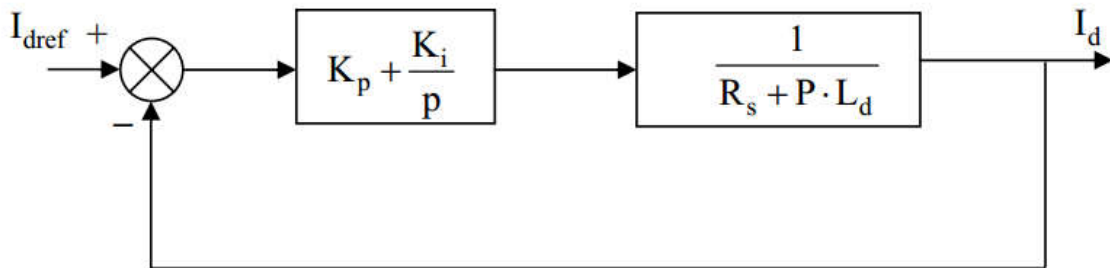 I_dref +
−
K_p + K_i/p
1/(R_s + P · L_d)
I_d